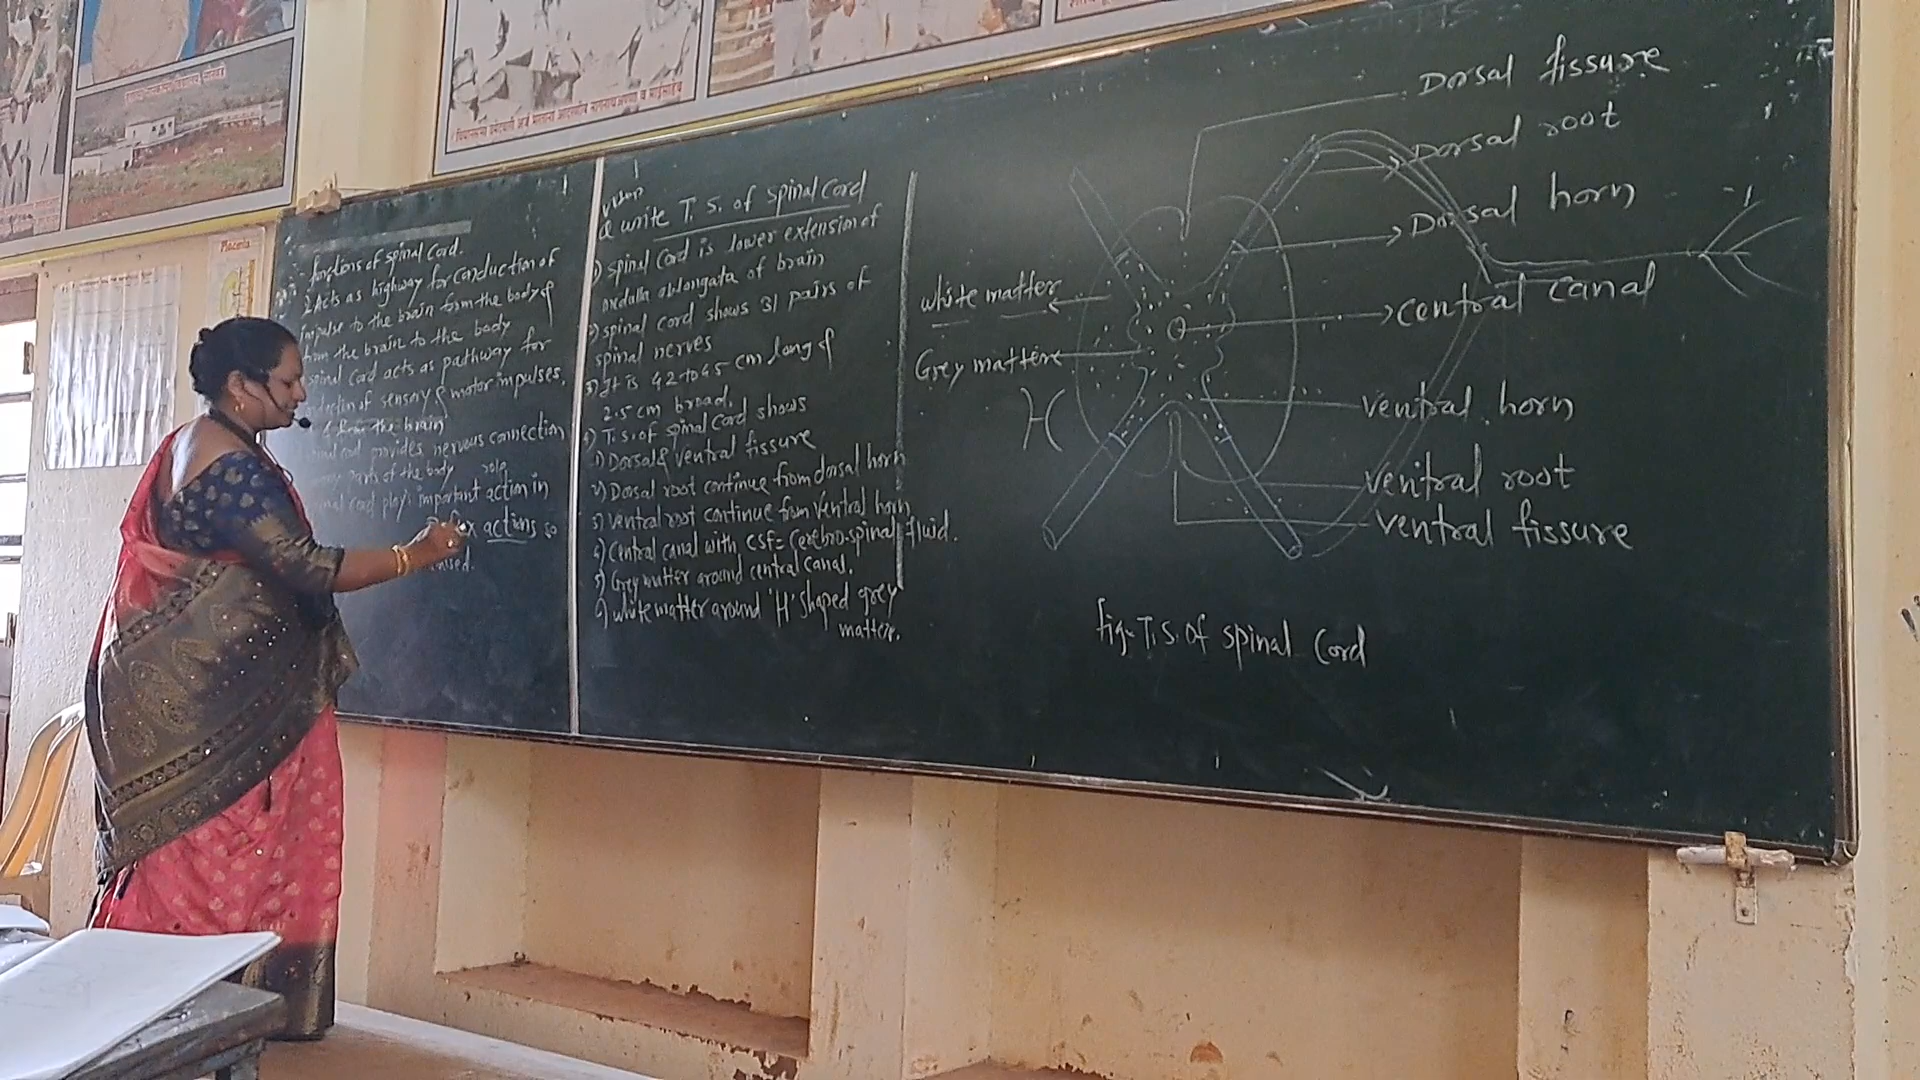 Placenta
functions of spinal Cord.
Acts as highway for Conduction of
impulse to the brain form the body &
from the brain to the body
spinal Cord acts as pathway for
of sensory & motor impulses.
& from the brain
provides nervous connection
parts of the body role
Cord plays important action in
actions so
write T. S. of spinal Cord
1) spinal Cord is lower extension of
medulla oblongata of brain
2) spinal cord shows 31 pairs of
spinal nerves
3) It is 42 to 45 cm long &
2.5 cm broad.
4) T. S. of spinal Cord shows
1) Dorsal & ventral fissure
2) Dorsal root continue from dorsal horn
3) ventral root continue from ventral horn
4) Central canal with CSF = Cerebro-spinal fluid.
5) Grey matter around central Canal.
6) white matter around 'H' shaped grey
matter.
Dorsal fissure
Dorsal root
Dorsal horn
white matter
central canal
Grey matter
H
ventral horn
ventral root
ventral fissure
fig- T. S. of spinal Cord